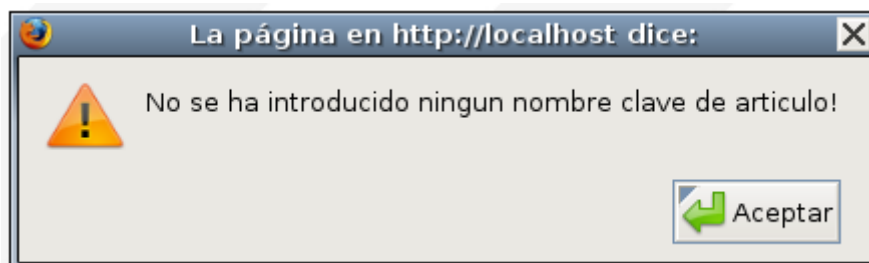 La página en http://localhost dice:
No se ha introducido ningun nombre clave de articulo!
Aceptar